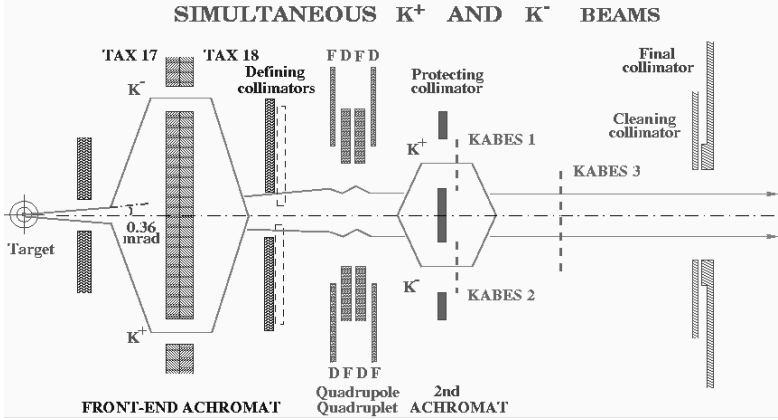 SIMULTANEOUS K+ AND K- BEAMS
TAX 17 TAX 18
Defining
collimators
F D F D
Protecting
collimator
Final
collimator
Cleaning
collimator
K-
K+
KABES 1
KABES 3
0.36
mrad
Target
K+
K-
KABES 2
D F D F
FRONT-END ACHROMAT
Quadrupole
Quadruplet
2nd
ACHROMAT